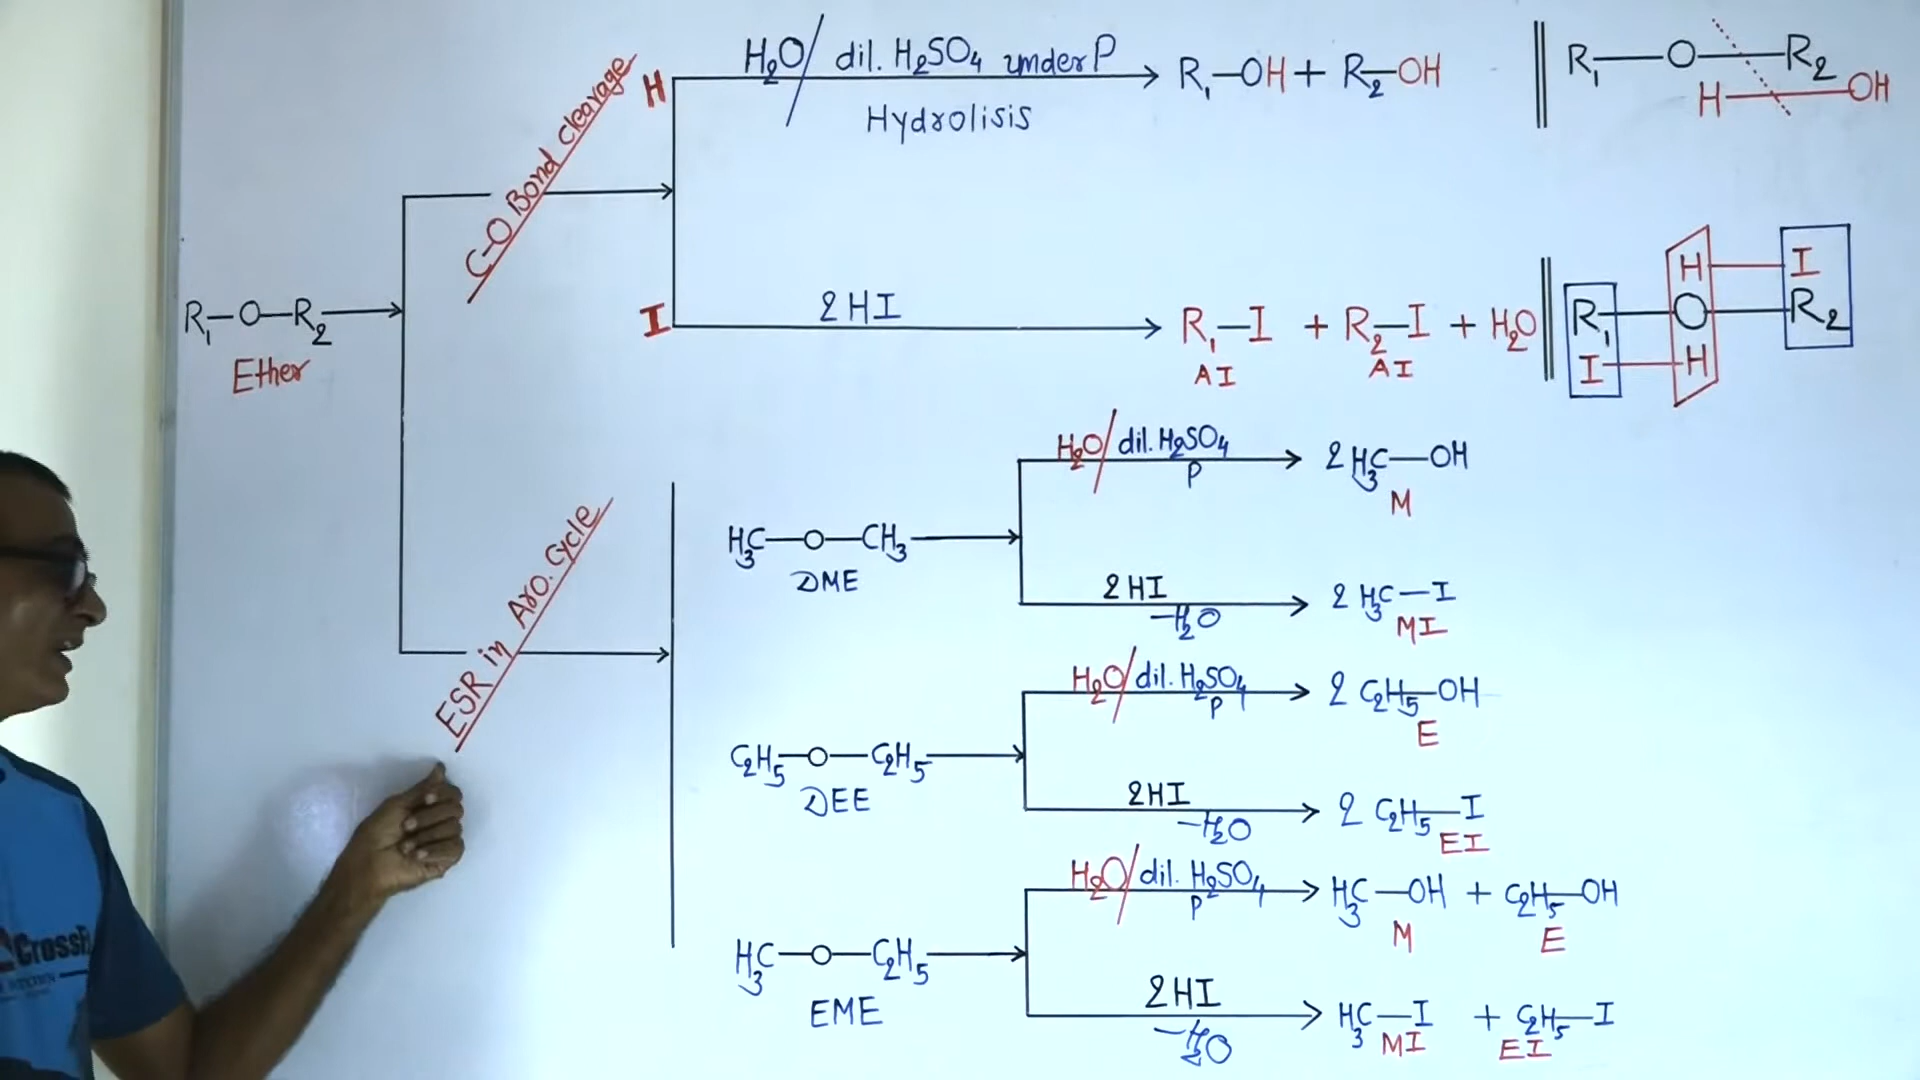 H₂O/ dil. H₂SO₄ under P
Hydrolisis
R₁—OH + R₂—OH
R₁—O—R₂
H—OH
C-O Bond Cleavage
H
I
R₁—O—R₂
Ether
2HI
R₁—I + R₂—I + H₂O
AI AI
H—I
R₁—O—R₂
I—H
ESR in Aro. Cycle
H₃C—O—CH₃
DME
H₂O/dil. H₂SO₄
P
2 H₃C—OH
M
2 HI
-H₂O
2 H₃C—I
MI
C₂H₅—O—C₂H₅
DEE
H₂O/dil. H₂SO₄
P
2 C₂H₅—OH
E
2HI
-H₂O
2 C₂H₅—I
EI
H₃C—O—C₂H₅
EME
H₂O/dil. H₂SO₄
P
H₃C—OH + C₂H₅—OH
M E
2HI
-H₂O
H₃C—I + C₂H₅—I
MI EI